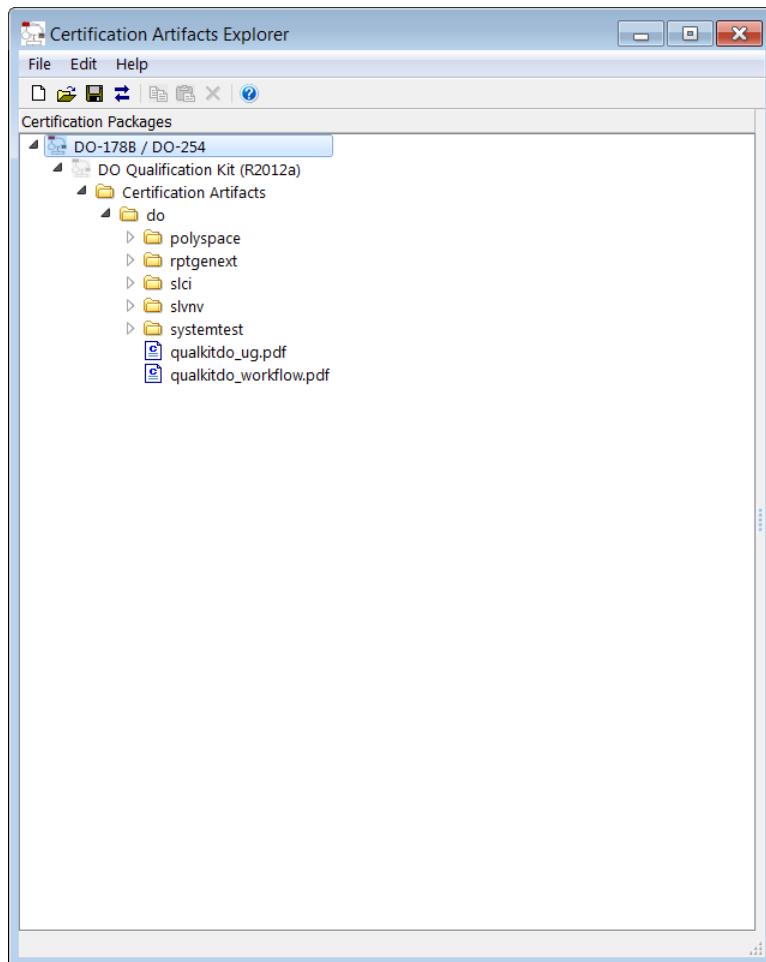 Certification Artifacts Explorer
File Edit Help
Certification Packages
DO-178B / DO-254
DO Qualification Kit (R2012a)
Certification Artifacts
do
polyspace
rptgenext
slci
slvnv
systemtest
qualkitdo_ug.pdf
qualkitdo_workflow.pdf